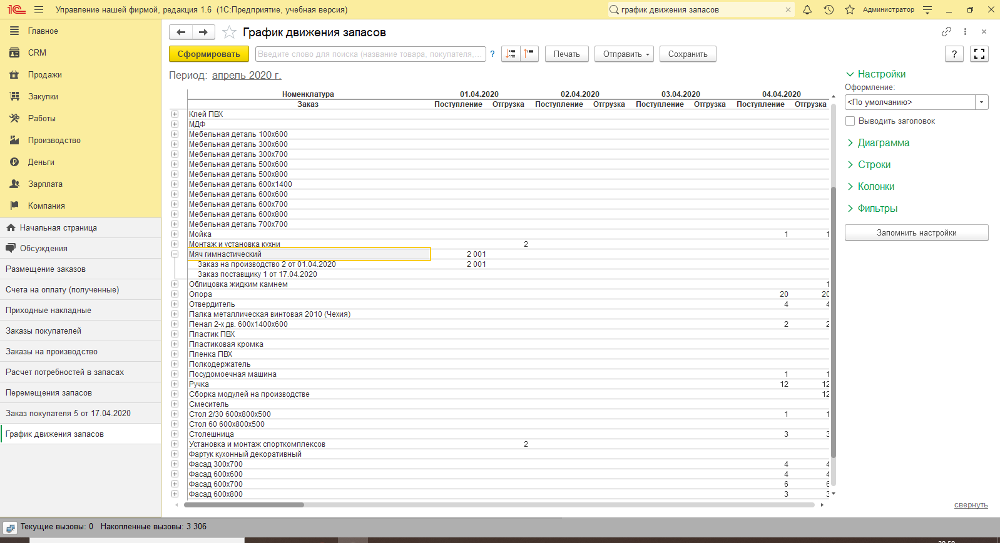 1С Управление нашей фирмой, редакция 1.6 (1С:Предприятие, учебная версия) график движения запасов Администратор
Главное
CRM
Продажи
Закупки
Работы
Производство
Деньги
Зарплата
Компания
Начальная страница
Обсуждения
Размещение заказов
Счета на оплату (полученные)
Приходные накладные
Заказы покупателей
Заказы на производство
Расчет потребностей в запасах
Перемещения запасов
Заказ покупателя 5 от 17.04.2020
График движения запасов
График движения запасов
Сформировать Введите слово для поиска (название товара, покупателя,... ? Печать Отправить Сохранить ?
Период: апрель 2020 г.
Номенклатура 01.04.2020 02.04.2020 03.04.2020 04.04.2020
Заказ Поступление Отгрузка Поступление Отгрузка Поступление Отгрузка Поступление Отгрузка
Клей ПВХ
МДФ
Мебельная деталь 100х600
Мебельная деталь 300х600
Мебельная деталь 300х700
Мебельная деталь 500х600
Мебельная деталь 500х800
Мебельная деталь 600х1400
Мебельная деталь 600х600
Мебельная деталь 600х700
Мебельная деталь 600х800
Мебельная деталь 700х700
Мойка 1 1
Монтаж и установка кухни 2
Мяч гимнастический 2 001
Заказ на производство 2 от 01.04.2020 2 001
Заказ поставщику 1 от 17.04.2020
Облицовка жидким камнем 1
Опора 20 20
Отвердитель 4 4
Палка металлическая винтовая 2010 (Чехия)
Пенал 2-х дв. 600х1400х600 2 2
Пластик ПВХ
Пластиковая кромка
Пленка ПВХ
Полкодержатель
Посудомоечная машина 1 1
Ручка 12 12
Сборка модулей на производстве 12
Смеситель
Стол 2/30 600х800х500 1 1
Стол 60 600х800х500
Столешница 3 3
Установка и монтаж спорткомплексов 2
Фартук кухонный декоративный
Фасад 300х700 4 4
Фасад 600х600 4 4
Фасад 600х700 6 6
Фасад 600х800 3 3
Настройки
Оформление:
<По умолчанию>
Выводить заголовок
Диаграмма
Строки
Колонки
Фильтры
Запомнить настройки
свернуть
Текущие вызовы: 0 Накопленные вызовы: 3 306